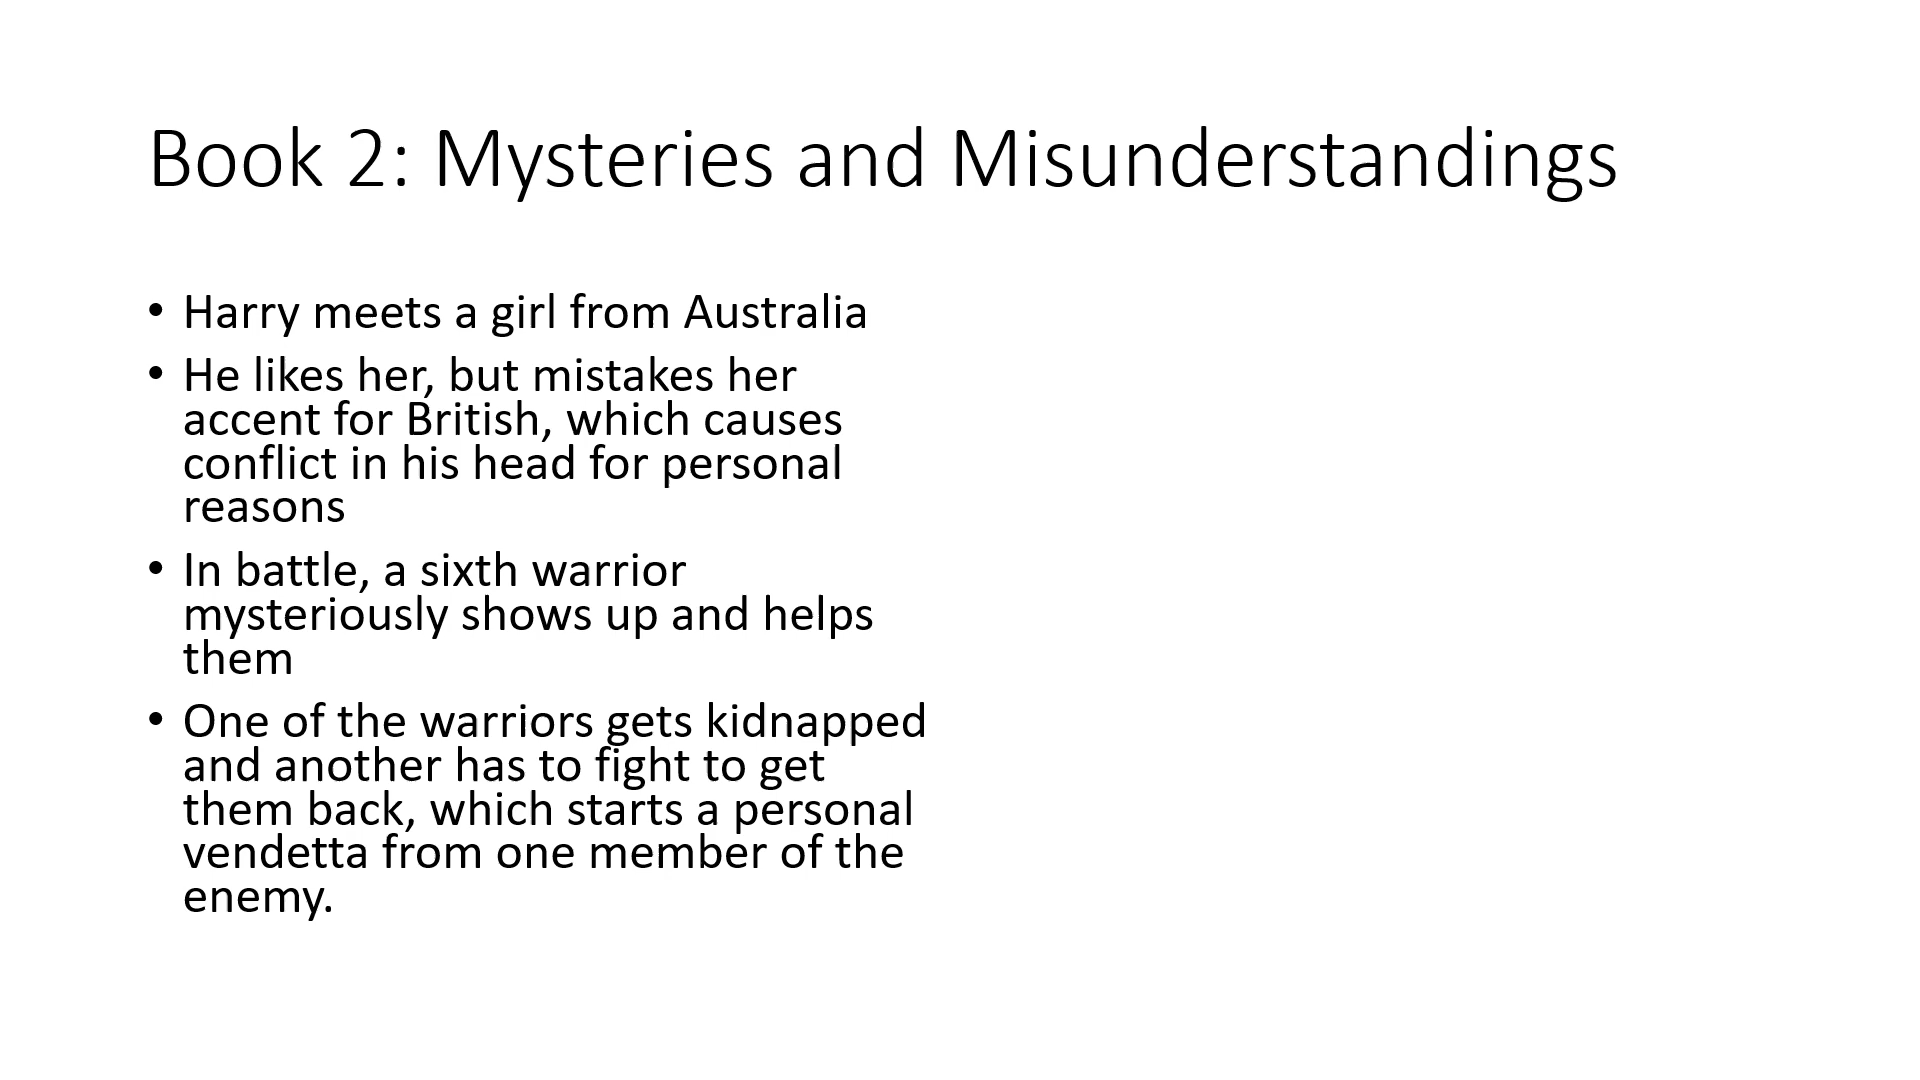 Book 2: Mysteries and Misunderstandings
• Harry meets a girl from Australia
• He likes her, but mistakes her
accent for British, which causes
conflict in his head for personal
reasons
• In battle, a sixth warrior
mysteriously shows up and helps
them
• One of the warriors gets kidnapped
and another has to fight to get
them back, which starts a personal
vendetta from one member of the
enemy.